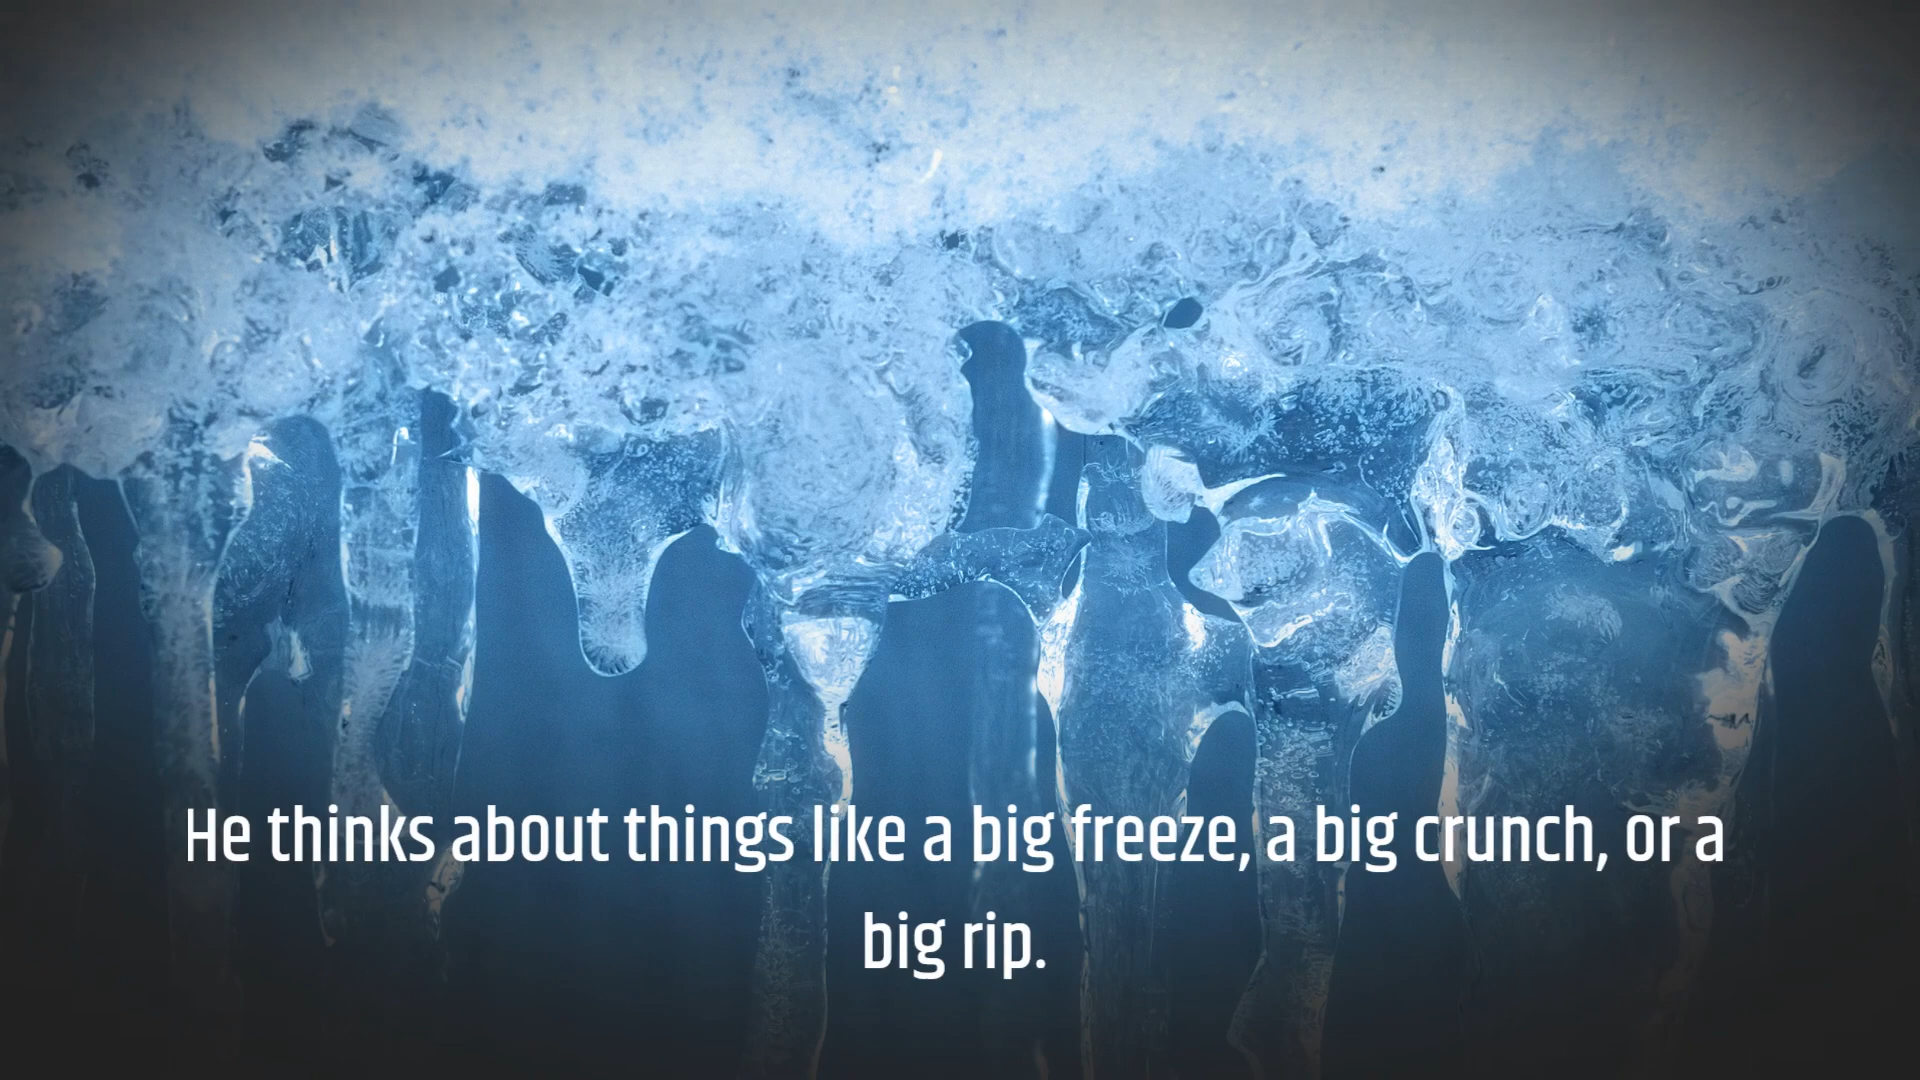 He thinks about things like a big freeze, a big crunch, or a
big rip.